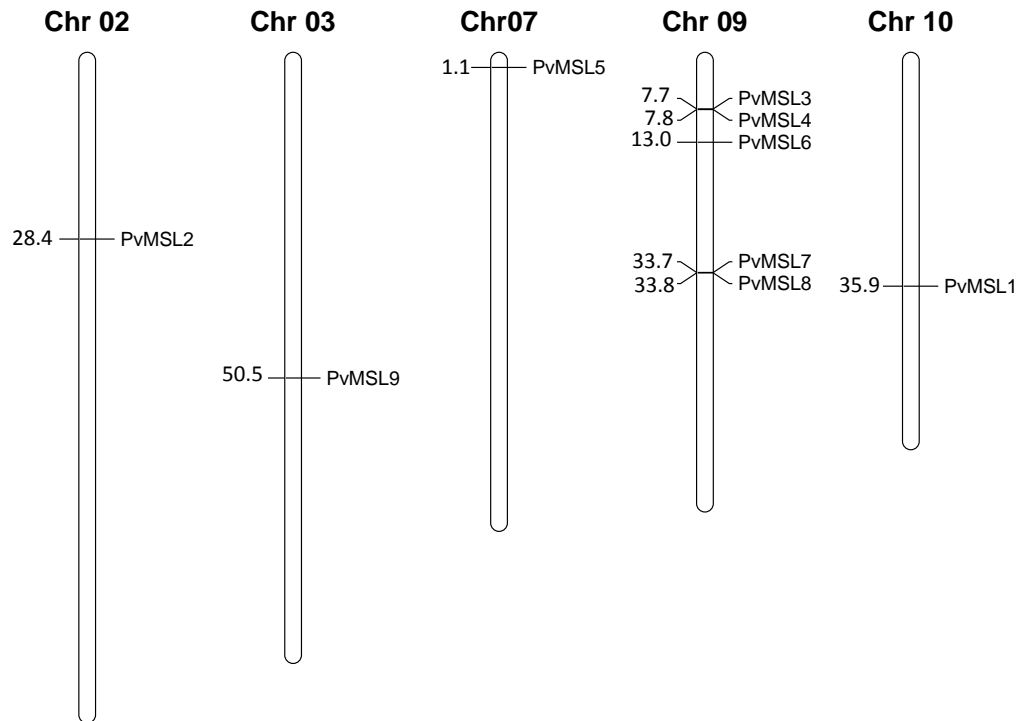 Chr 02
Chr 03
Chr07
Chr 09
Chr 10
28.4 PvMSL2
50.5 PvMSL9
1.1 PvMSL5
7.7 PvMSL3
7.8 PvMSL4
13.0 PvMSL6
33.7 PvMSL7
33.8 PvMSL8
35.9 PvMSL1